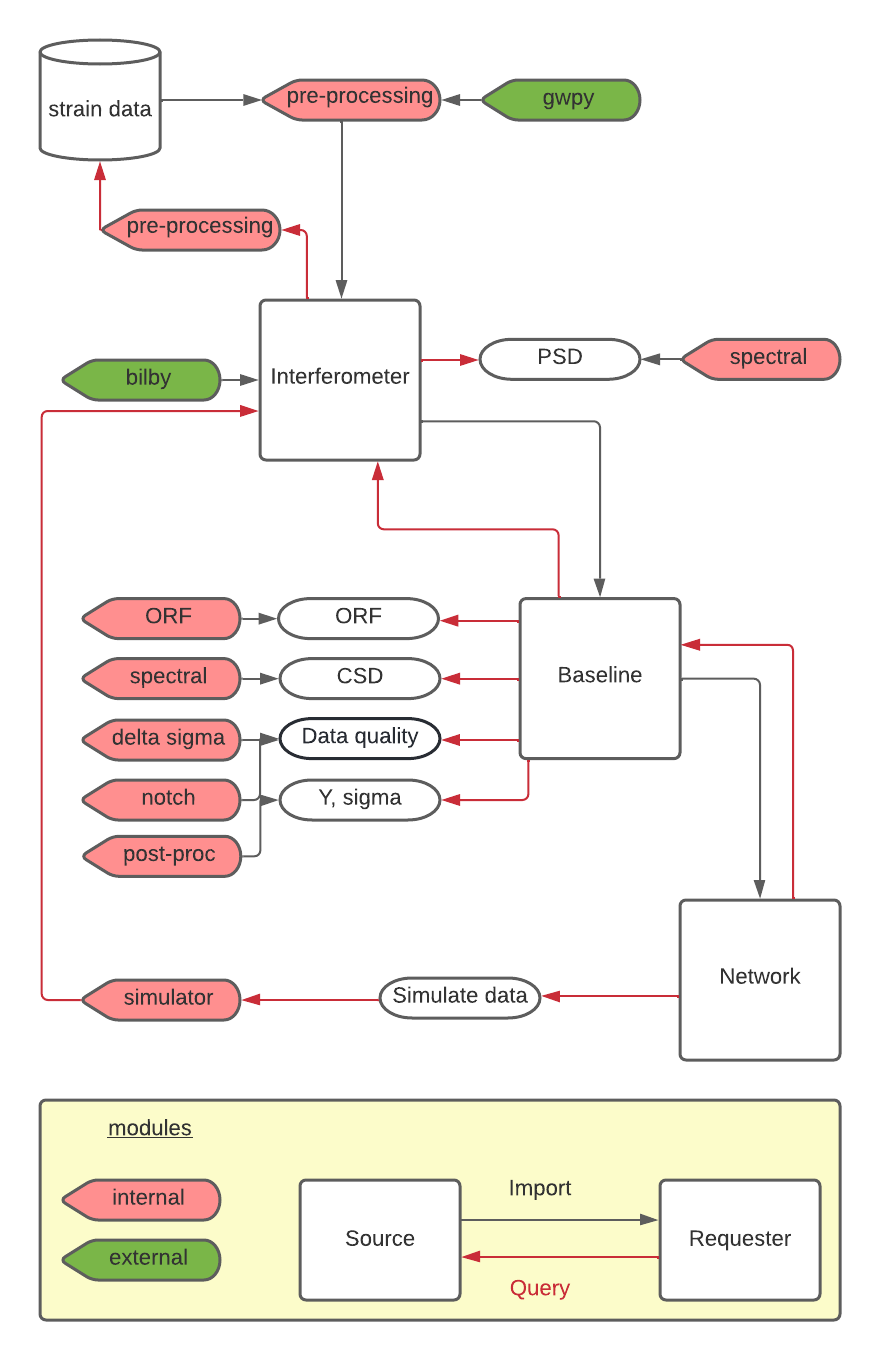 strain data
pre-processing
gwpy
pre-processing
Interferometer
PSD
spectral
bilby
ORF
ORF
spectral
CSD
Baseline
delta sigma
Data quality
notch
Y, sigma
post-proc
Network
simulator
Simulate data
modules
internal
external
Source
Import
Requester
Query